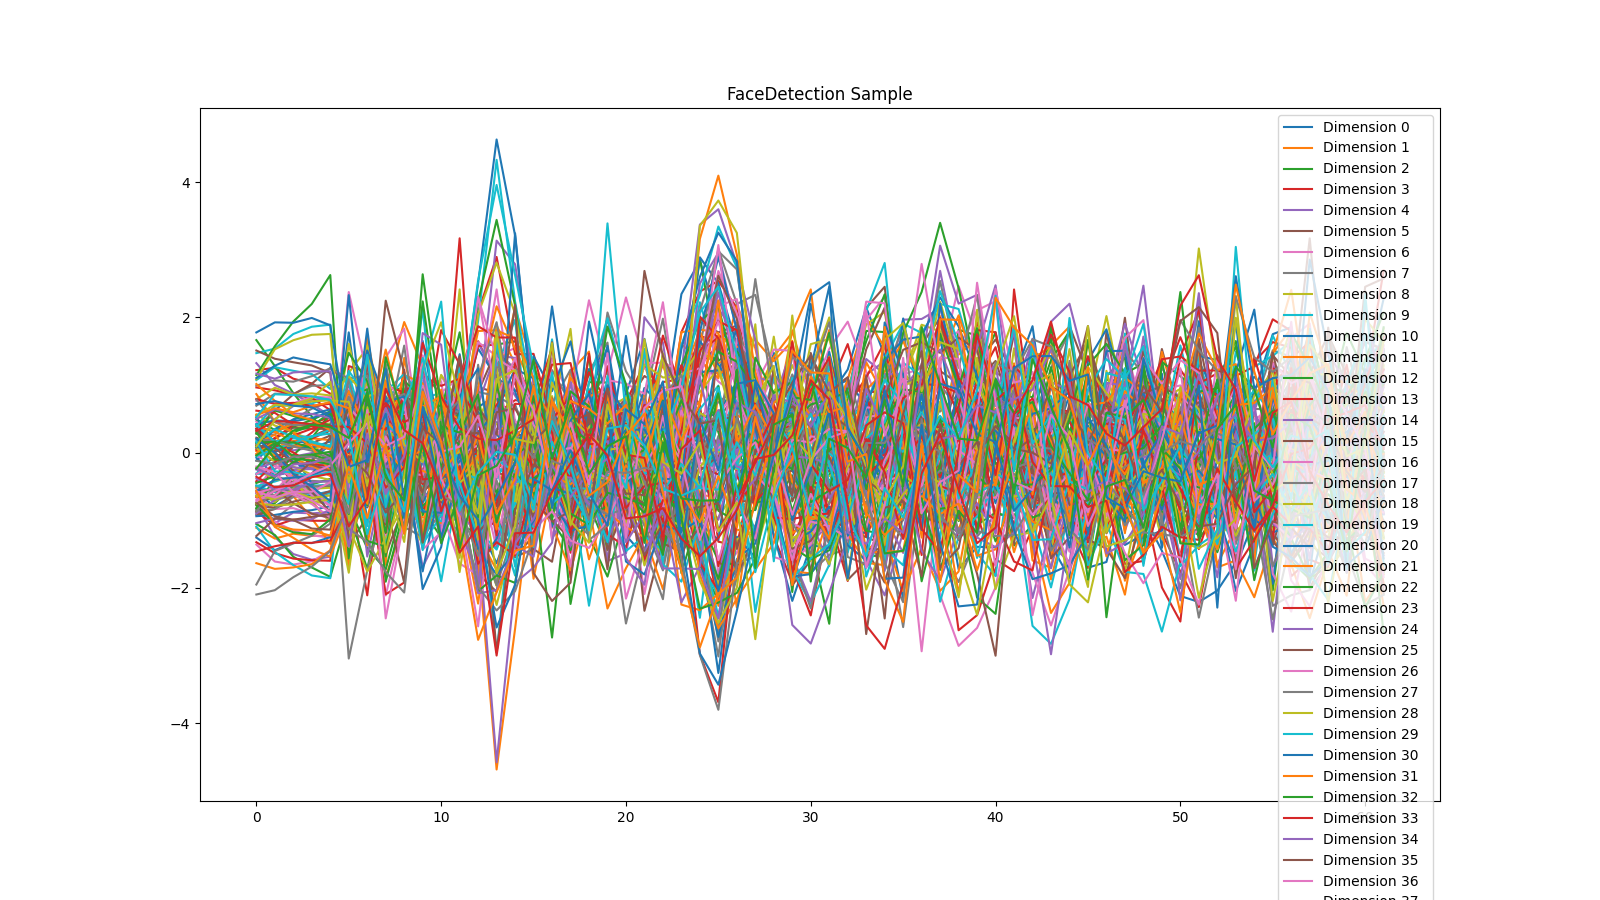 FaceDetection Sample
4
2
0
−2
−4
0
10
20
30
40
50
Dimension 0
Dimension 1
Dimension 2
Dimension 3
Dimension 4
Dimension 5
Dimension 6
Dimension 7
Dimension 8
Dimension 9
Dimension 10
Dimension 11
Dimension 12
Dimension 13
Dimension 14
Dimension 15
Dimension 16
Dimension 17
Dimension 18
Dimension 19
Dimension 20
Dimension 21
Dimension 22
Dimension 23
Dimension 24
Dimension 25
Dimension 26
Dimension 27
Dimension 28
Dimension 29
Dimension 30
Dimension 31
Dimension 32
Dimension 33
Dimension 34
Dimension 35
Dimension 36
Dimension 37